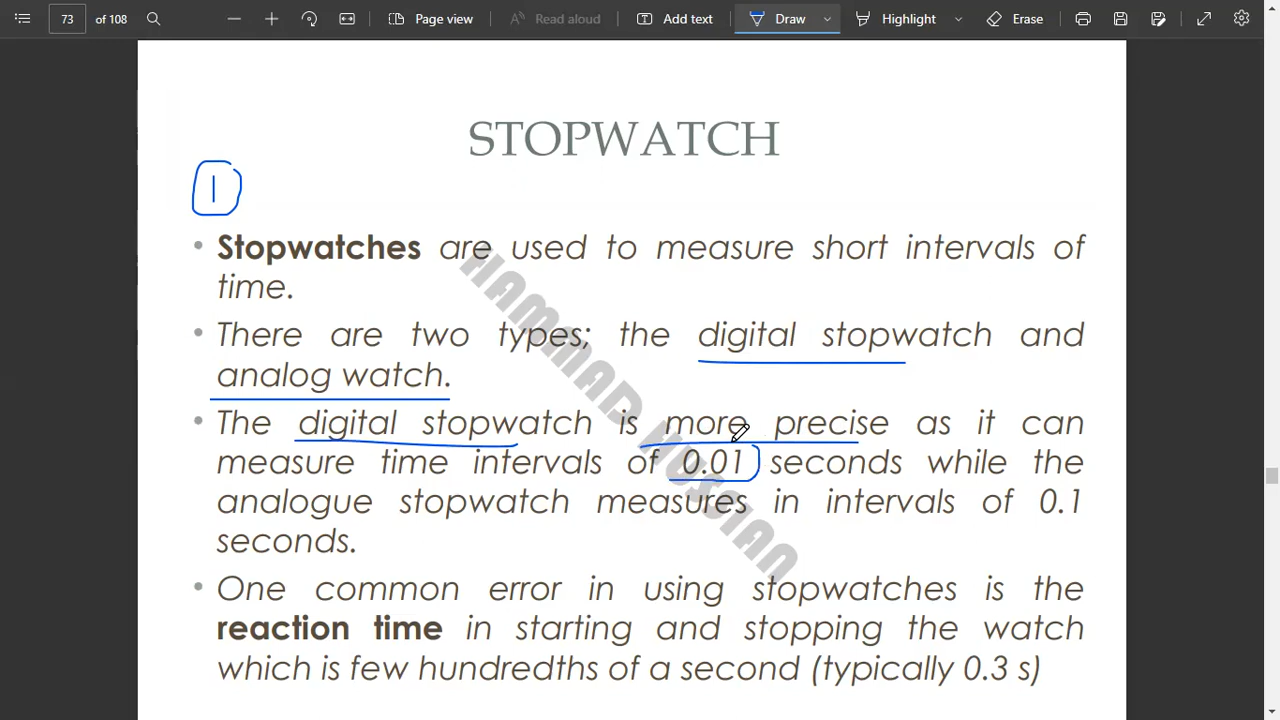 73 of 108 Page view Read aloud Add text Draw Highlight Erase
STOPWATCH
1
• Stopwatches are used to measure short intervals of
time.
• There are two types; the digital stopwatch and
analog watch.
• The digital stopwatch is more precise as it can
measure time intervals of 0.01 seconds while the
analogue stopwatch measures in intervals of 0.1
seconds.
• One common error in using stopwatches is the
reaction time in starting and stopping the watch
which is few hundredths of a second (typically 0.3 s)
HAMMAD HUSSIAN